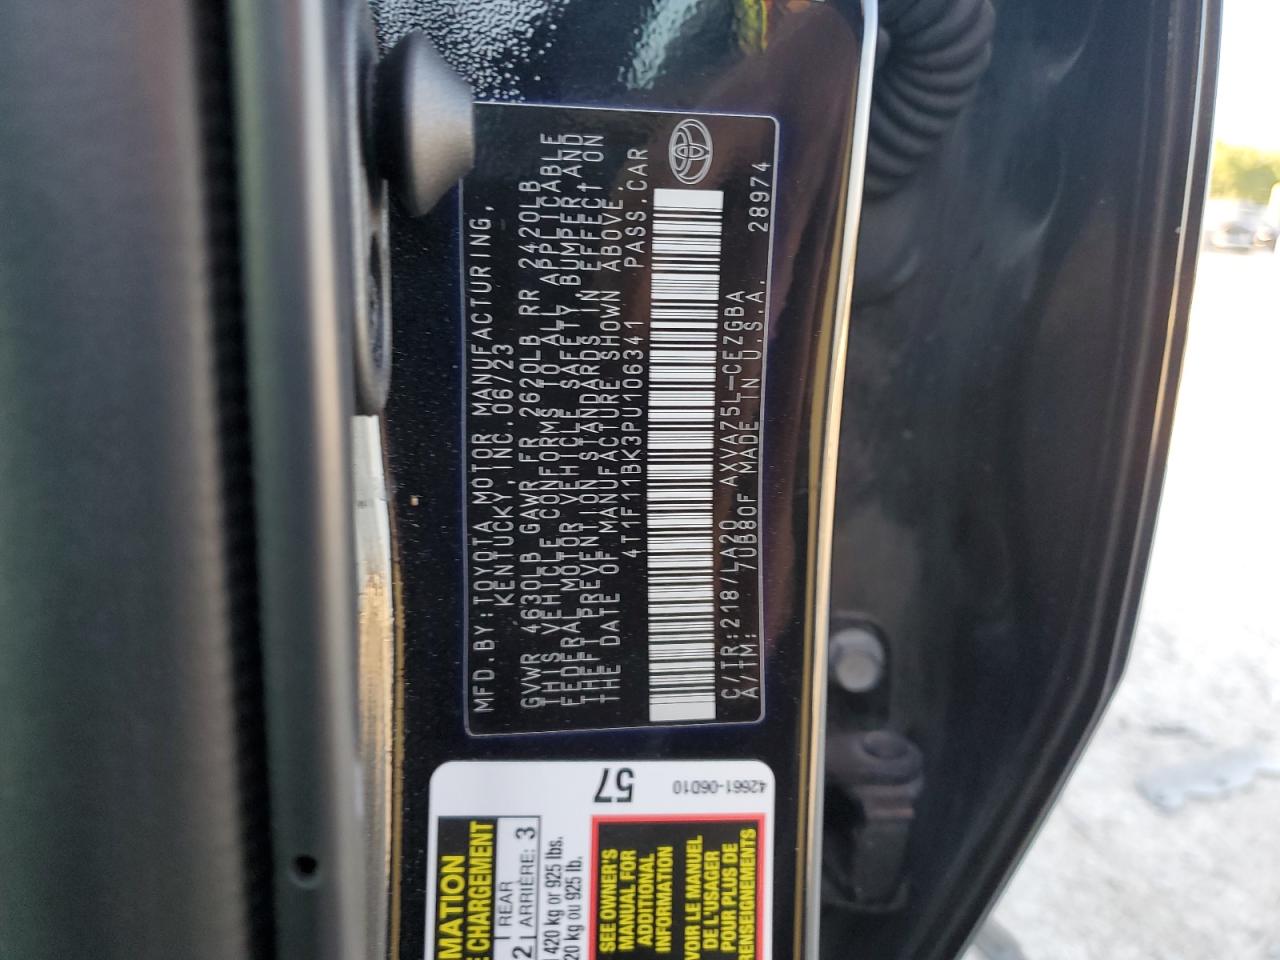 MFD.BY:TOYOTA MOTOR MANUFACTURING,
KENTUCKY,INC.06/23
GVWR 4630LB GAWR FR 2620LB RR 2420LB
THIS VEHICLE CONFORMS TO ALL APPLICABLE
FEDERAL MOTOR VEHICLE SAFETY,BUMPER,AND
THEFT PREVENTION STANDARDS IN EFFECT ON
THE DATE OF MANUFACTURE SHOWN ABOVE.
4T1F11BK3PU106341 PASS.CAR
C/TR:218/LA20 AXVA75L-CEZGBA
A/TM: /UB80F MADE IN U.S.A. 28974
57
42661-06D10
MATION
E CHARGEMENT
2 REAR
ARRIÈRE: 3
420 kg or 925 lbs.
20 kg ou 925 lb.
SEE OWNER'S
MANUAL FOR
ADDITIONAL
INFORMATION
VOIR LE MANUEL
DE L'USAGER
POUR PLUS DE
RENSEIGNEMENTS